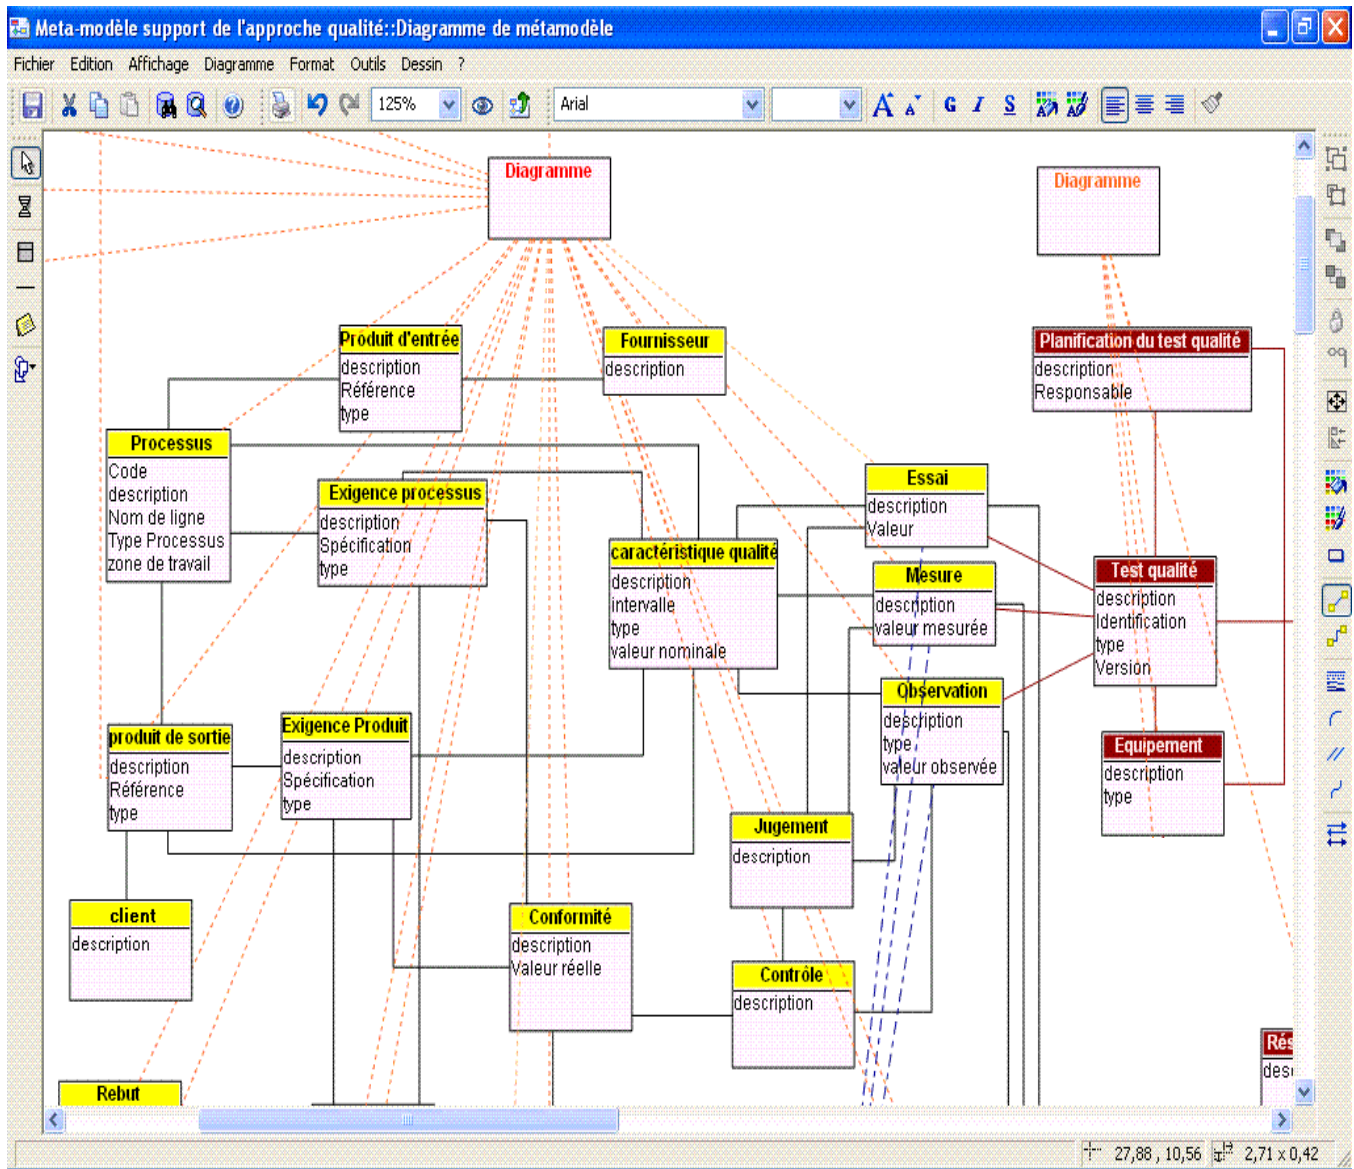 Meta-modèle support de l'approche qualité::Diagramme de métamodèle
Fichier Edition Affichage Diagramme Format Outils Dessin ?
125% Arial A A G I S
Diagramme
Diagramme
Produit d'entrée
description
Référence
type
Fournisseur
description
Planification du test qualité
description
Responsable
Processus
Code
description
Nom de ligne
Type Processus
zone de travail
Exigence processus
description
Spécification
type
Essai
description
Valeur
caractéristique qualité
description
intervalle
type
valeur nominale
Mesure
description
valeur mesurée
Test qualité
description
Identification
type
Version
Observation
description
type
valeur observée
produit de sortie
description
Référence
type
Exigence Produit
description
Spécification
type
Equipement
description
type
Jugement
description
client
description
Conformité
description
Valeur réelle
Contrôle
description
Rés
Rebut
27,88 , 10,56 2,71 x 0,42